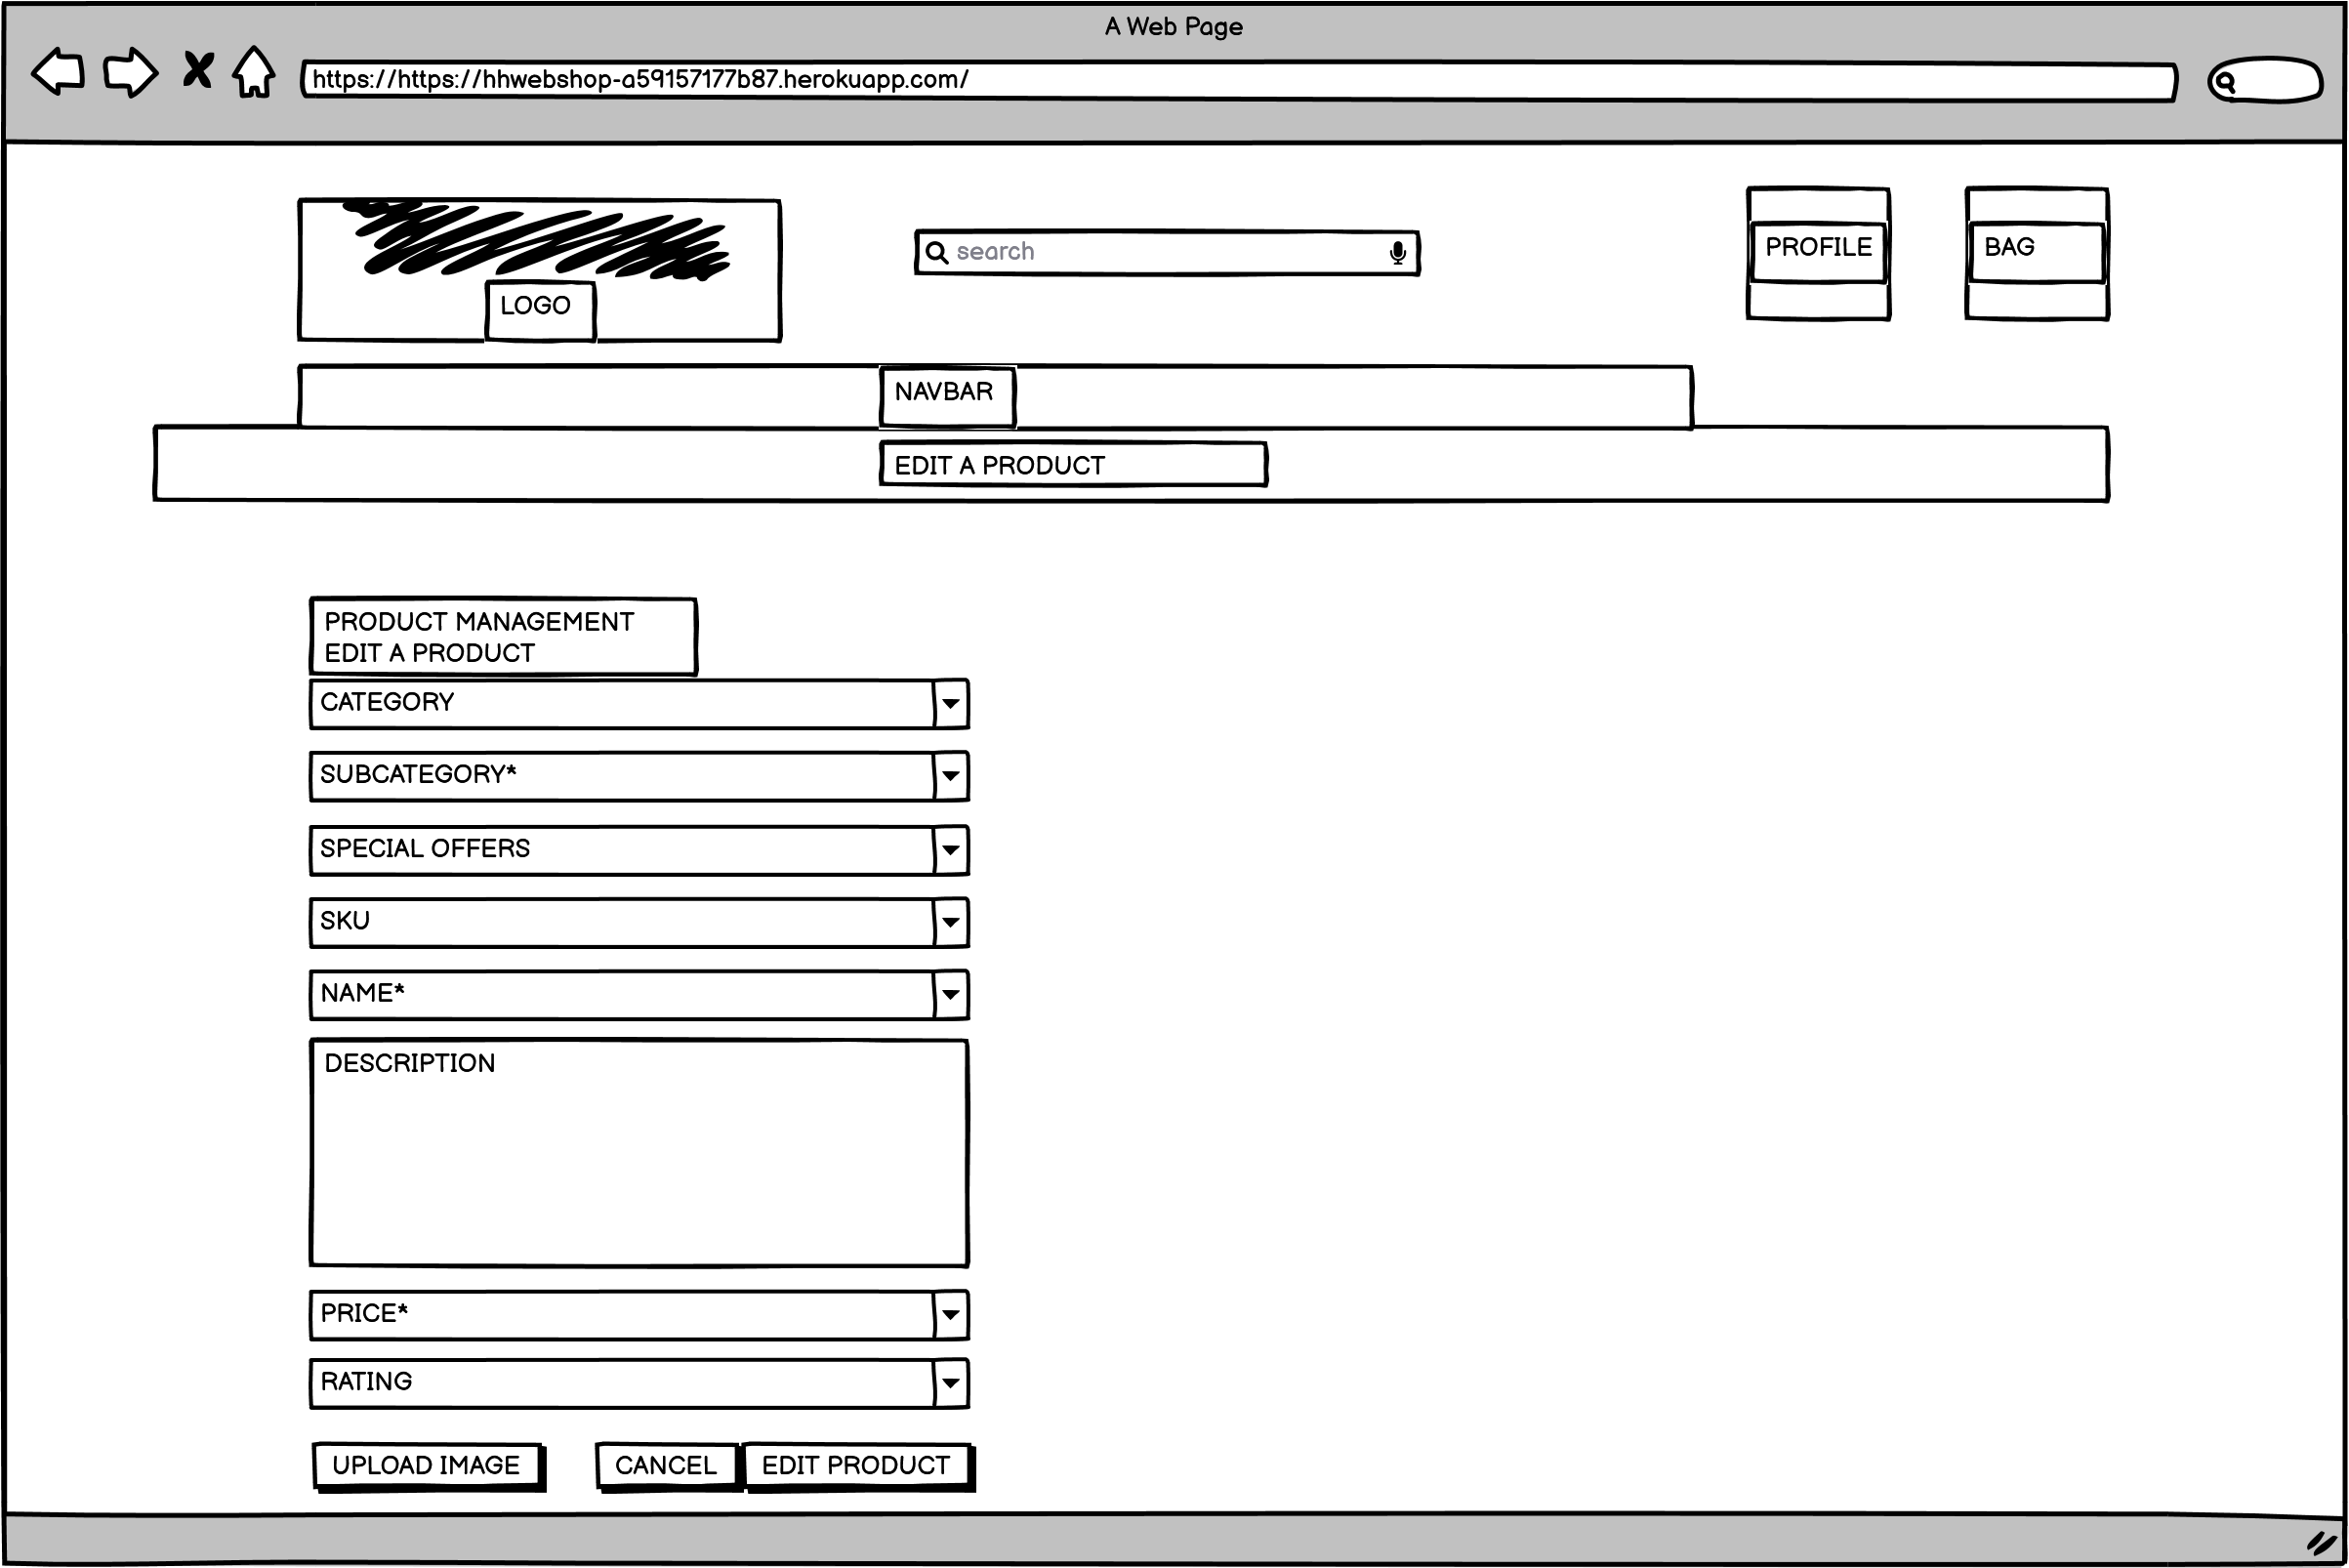 A Web Page
https://https://hhwebshop-a59157177b87.herokuapp.com/
search
PROFILE
BAG
LOGO
NAVBAR
EDIT A PRODUCT
PRODUCT MANAGEMENT
EDIT A PRODUCT
CATEGORY
SUBCATEGORY*
SPECIAL OFFERS
SKU
NAME*
DESCRIPTION
PRICE*
RATING
UPLOAD IMAGE
CANCEL
EDIT PRODUCT